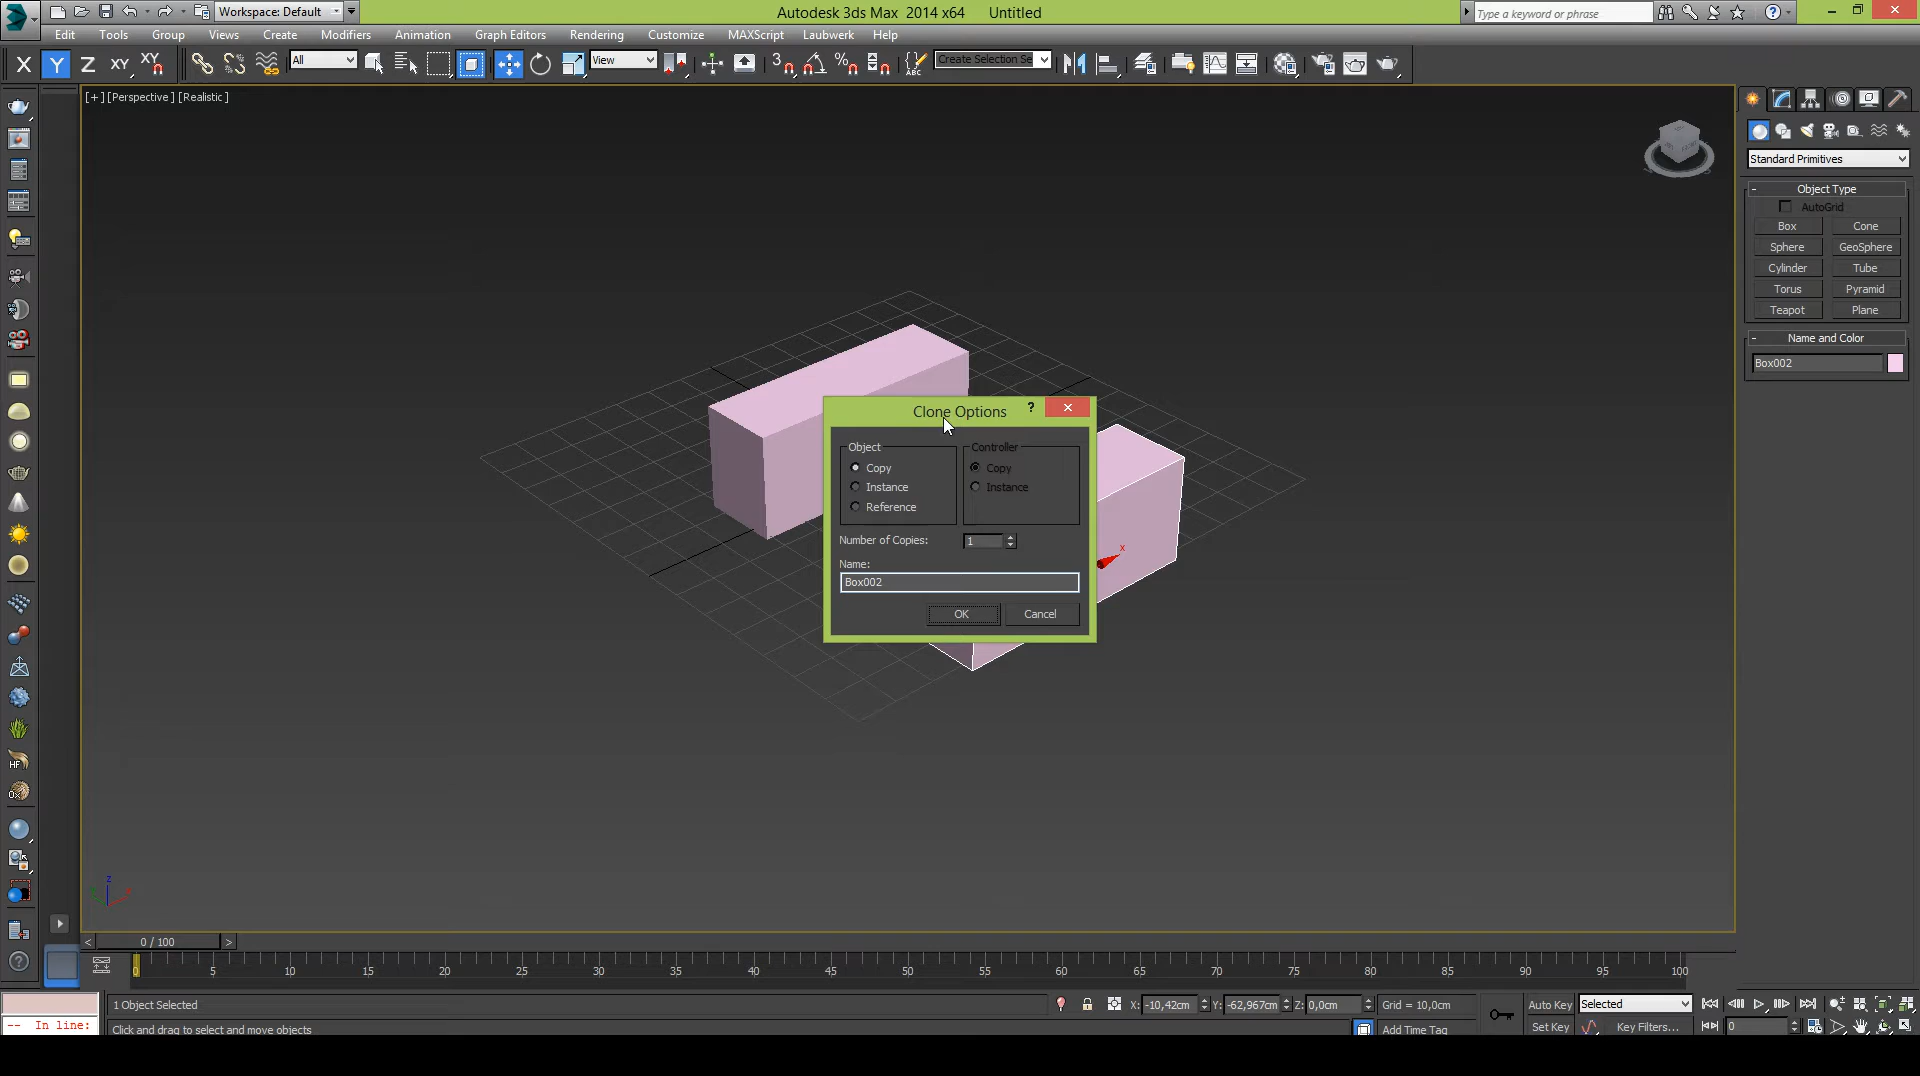 Workspace: Default
Autodesk 3ds Max 2014 x64 Untitled
Type a keyword or phrase
Edit Tools Group Views Create Modifiers Animation Graph Editors Rendering Customize MAXScript Laubwerk Help
X Y Z XY XY All View 3 % ABC Create Selection Se
[+] [Perspective] [Realistic]
Standard Primitives
- Object Type
AutoGrid
Box Cone
Sphere GeoSphere
Cylinder Tube
Torus Pyramid
Teapot Plane
- Name and Color
Box002
Clone Options ? ×
Object Controller
Copy Copy
Instance Instance
Reference
Number of Copies: 1
Name:
Box002
OK Cancel
x
HF
z
< 0 / 100 >
0 5 10 15 20 25 30 35 40 45 50 55 60 65 70 75 80 85 90 95 100
1 Object Selected X: -10,42cm Y: -62,967cm Z: 0,0cm Grid = 10,0cm Auto Key Selected
-- In line: Click and drag to select and move objects Add Time Tag Set Key Key Filters... 0